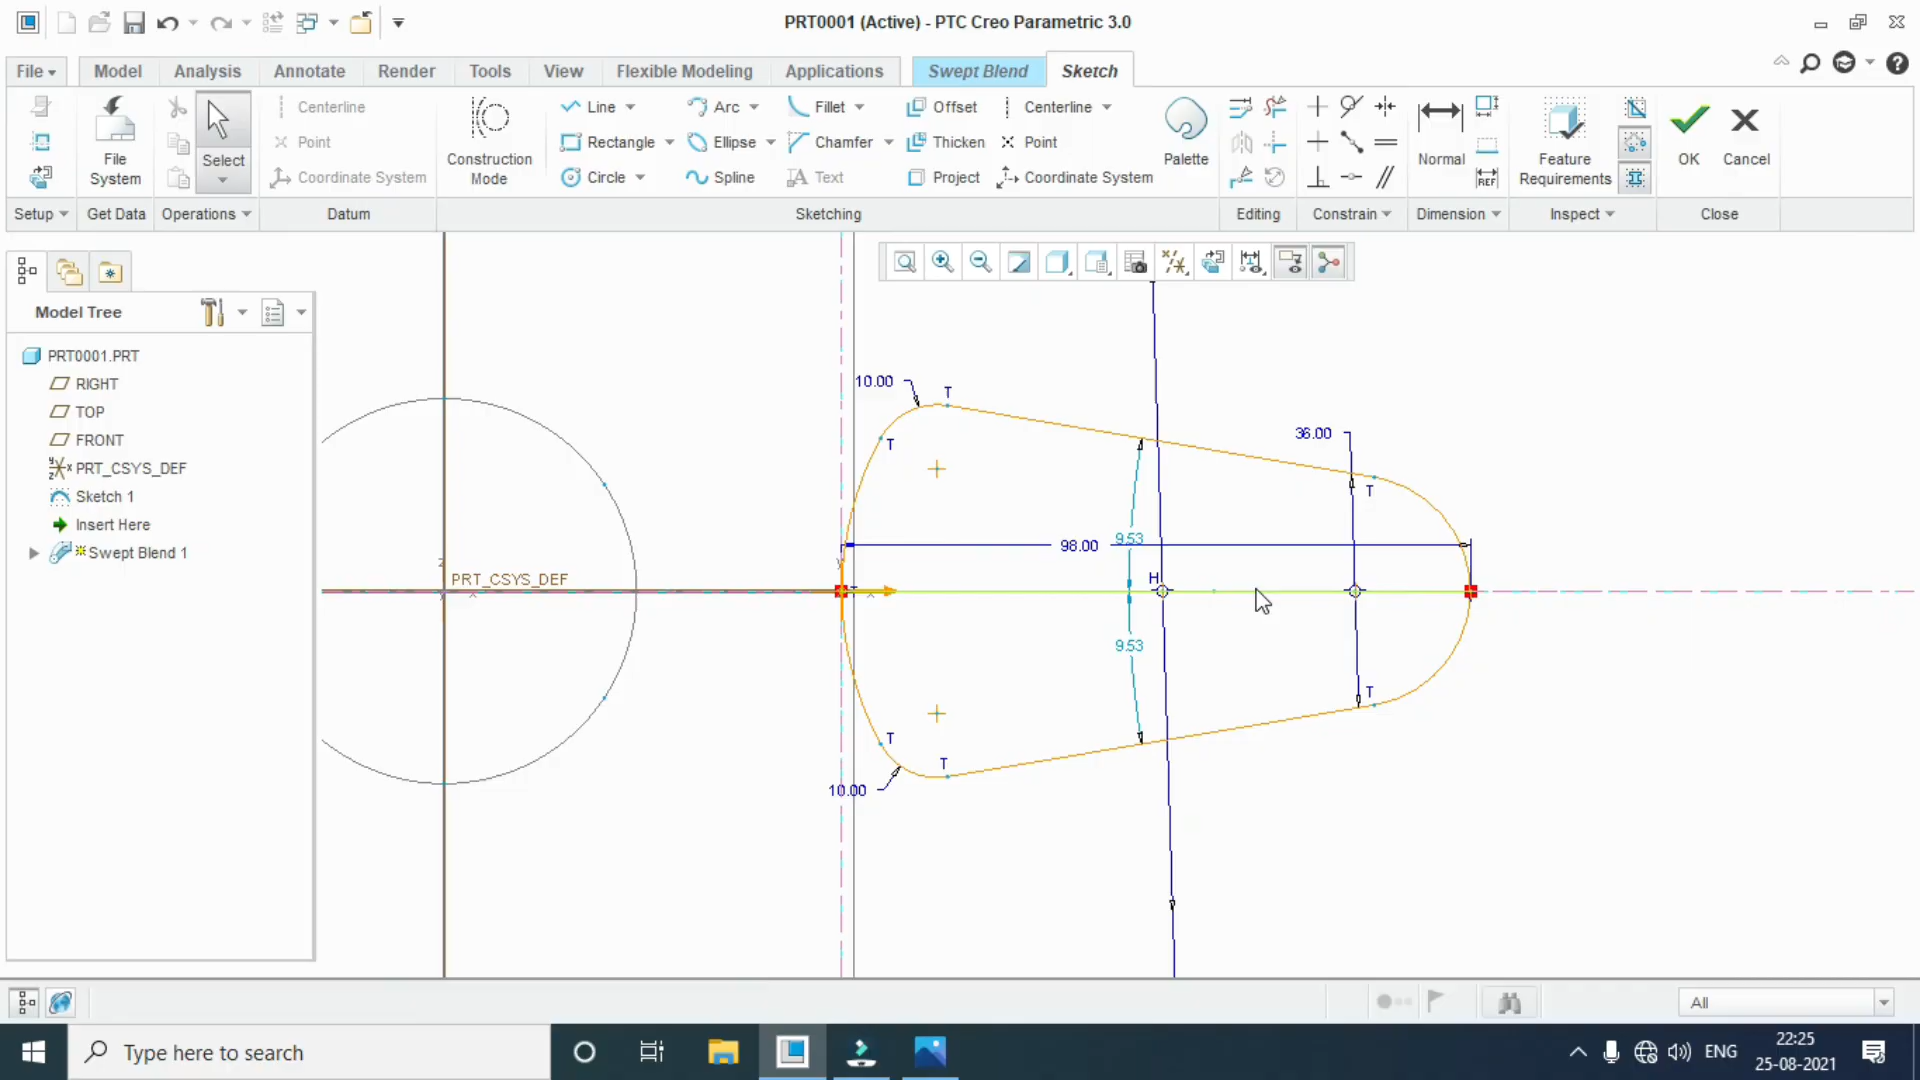 PRT0001 (Active) - PTC Creo Parametric 3.0
File Model Analysis Annotate Render Tools View Flexible Modeling Applications Swept Blend Sketch
Centerline Line Arc Fillet Offset Centerline
Point Rectangle Ellipse Chamfer Thicken Point
File System Select Coordinate System Construction Mode Circle Spline Text Project Coordinate System Palette Normal Feature Requirements OK Cancel
REF
Setup Get Data Operations Datum Sketching Editing Constrain Dimension Inspect Close
Model Tree
PRT0001.PRT
RIGHT
TOP
FRONT
PRT_CSYS_DEF
Sketch 1
Insert Here
Swept Blend 1
10.00 T
T
36.00
T
9.53
98.00
Z
y
PRT_CSYS_DEF
H
T
x x
9.53
T
T
T
10.00
All
Type here to search
ENG
22:25
25-08-2021